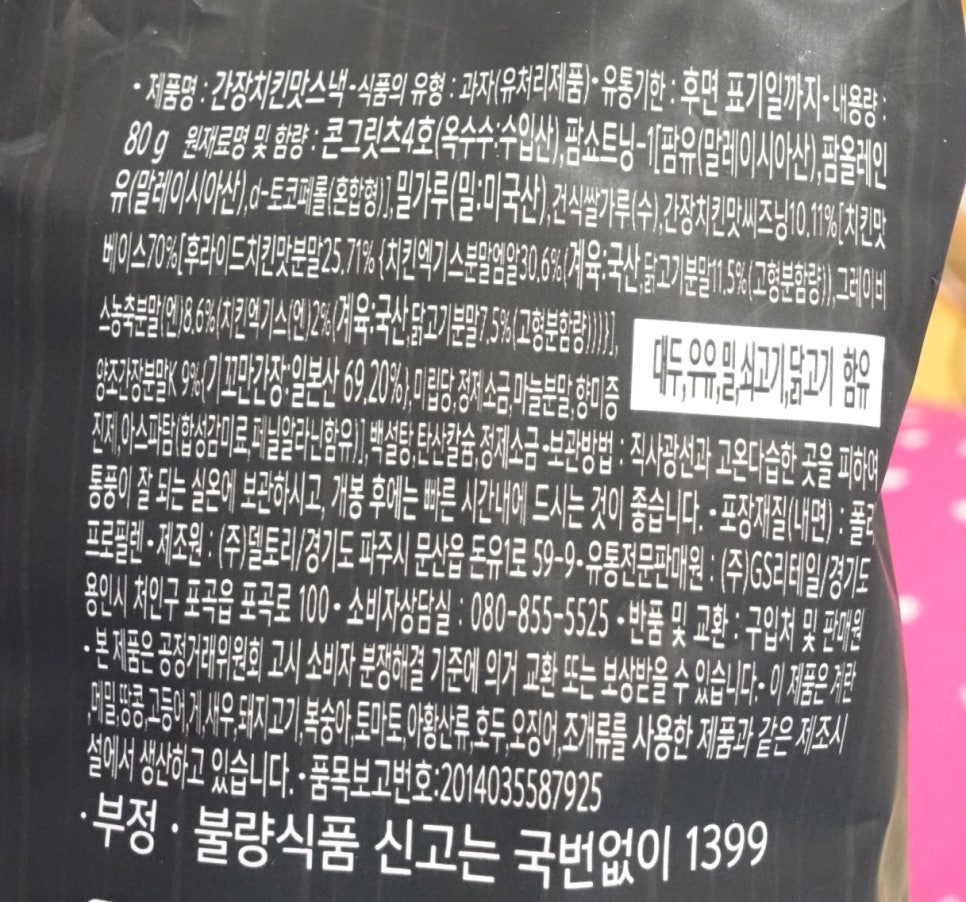 · 제품명 : 간장치킨맛스낵 · 식품의 유형 : 과자(유처리제품) · 유통기한 : 후면 표기일까지 · 내용량 :
80g 원재료명 및 함량 : 콘그릿츠4호(옥수수:수입산), 팜쇼트닝-1[팜유(말레이시아산), 팜올레인
유(말레이시아산), d-토코페롤(혼합형)], 밀가루(밀:미국산), 건식쌀가루(수), 간장치킨맛씨즈닝10.11%[치킨맛
베이스70%[후라이드치킨맛분말25.71% {치킨엑기스분말엠알30.6%(계육:국산,닭고기분말11.5%(고형분함량)), 그레이비
스농축분말(엔)8.6%(치킨엑기스(엔)2%(계육:국산,닭고기분말7.5%(고형분함량)))}],
대두,우유,밀,쇠고기,닭고기 함유
양조간장분말K 9%{기꼬만간장:일본산 69.20%}, 미립당, 정제소금, 마늘분말, 향미증
진제, 아스파탐(합성감미료, 페닐알라닌함유)], 백설탕, 탄산칼슘, 정제소금 · 보관방법 : 직사광선과 고온다습한 곳을 피하여
통풍이 잘 되는 실온에 보관하시고, 개봉 후에는 빠른 시간내에 드시는 것이 좋습니다. · 포장재질(내면) : 폴리
프로필렌 · 제조원 : (주)델토리/경기도 파주시 문산읍 돈유1로 59-9 · 유통전문판매원 : (주)GS리테일/경기도
용인시 처인구 포곡읍 포곡로 100 · 소비자상담실 : 080-855-5525 · 반품 및 교환 : 구입처 및 판매원
· 본 제품은 공정거래위원회 고시 소비자 분쟁해결 기준에 의거 교환 또는 보상받을 수 있습니다. · 이 제품은 계란
,메밀,땅콩,고등어,게,새우,돼지고기,복숭아,토마토,아황산류,호두,오징어,조개류를 사용한 제품과 같은 제조시
설에서 생산하고 있습니다. · 품목보고번호:2014035587925
· 부정 · 불량식품 신고는 국번없이 1399